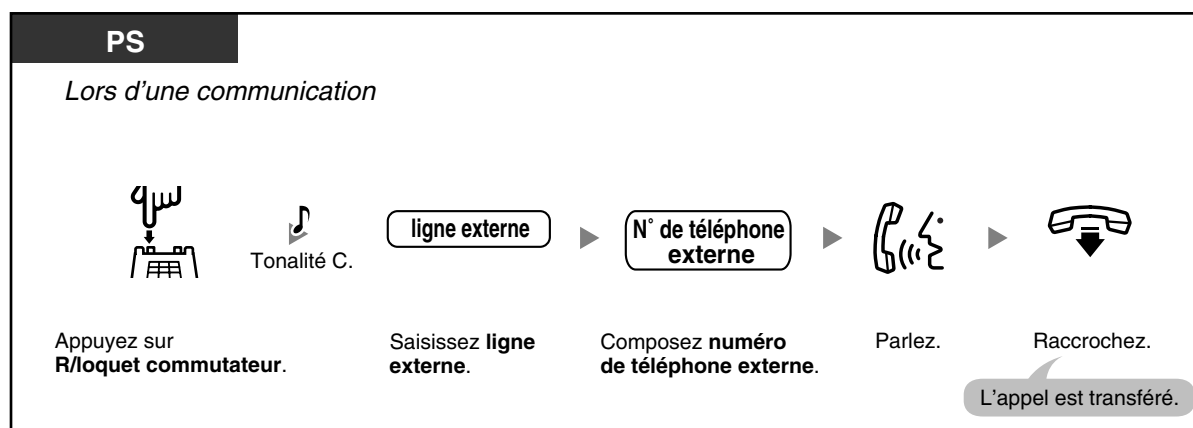 PS
Lors d'une communication
Tonalité C.
ligne externe
N° de téléphone
externe
Appuyez sur
R/loquet commutateur.
Saisissez ligne
externe.
Composez numéro
de téléphone externe.
Parlez.
Raccrochez.
L'appel est transféré.